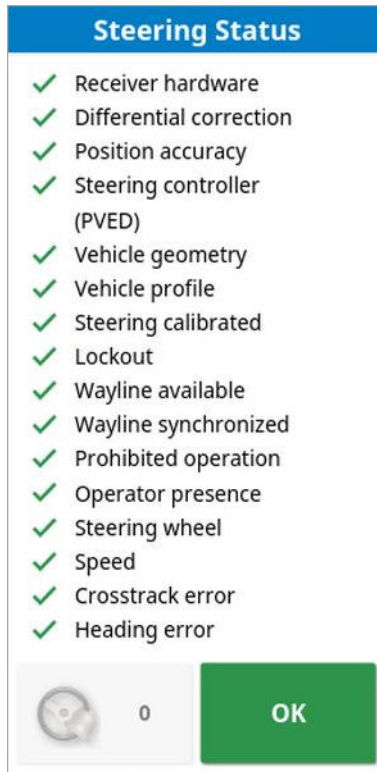 Steering Status
Receiver hardware
Differential correction
Position accuracy
Steering controller
(PVED)
Vehicle geometry
Vehicle profile
Steering calibrated
Lockout
Wayline available
Wayline synchronized
Prohibited operation
Operator presence
Steering wheel
Speed
Crosstrack error
Heading error
0
OK